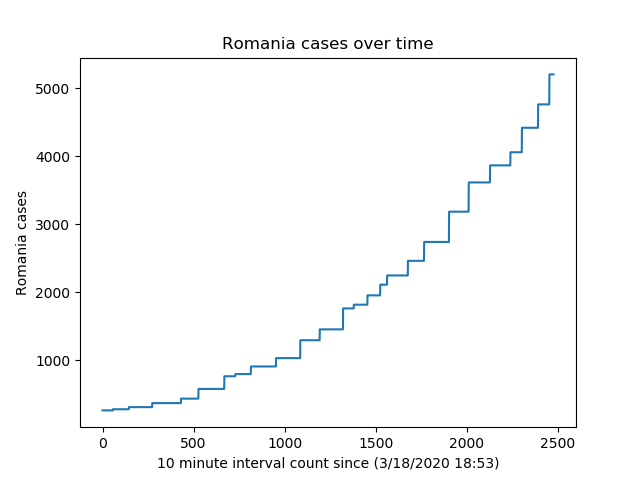 Romania cases over time
5000
4000
3000
2000
1000
Romania cases
0 500 1000 1500 2000 2500
10 minute interval count since (3/18/2020 18:53)